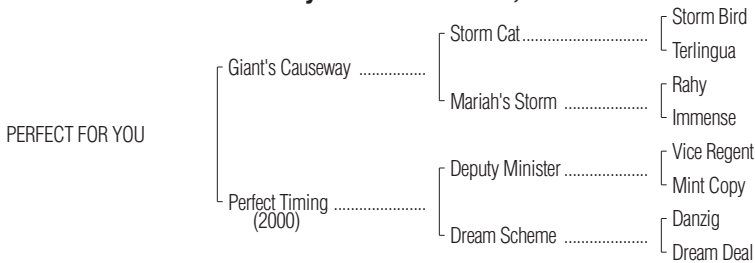 Storm Bird
Storm Cat........................
Terlingua
Giant's Causeway ................
Rahy
Mariah's Storm ...................
Immense
PERFECT FOR YOU
Vice Regent
Deputy Minister ..................
Mint Copy
Perfect Timing ......................
(2000)
Danzig
Dream Scheme ..................
Dream Deal